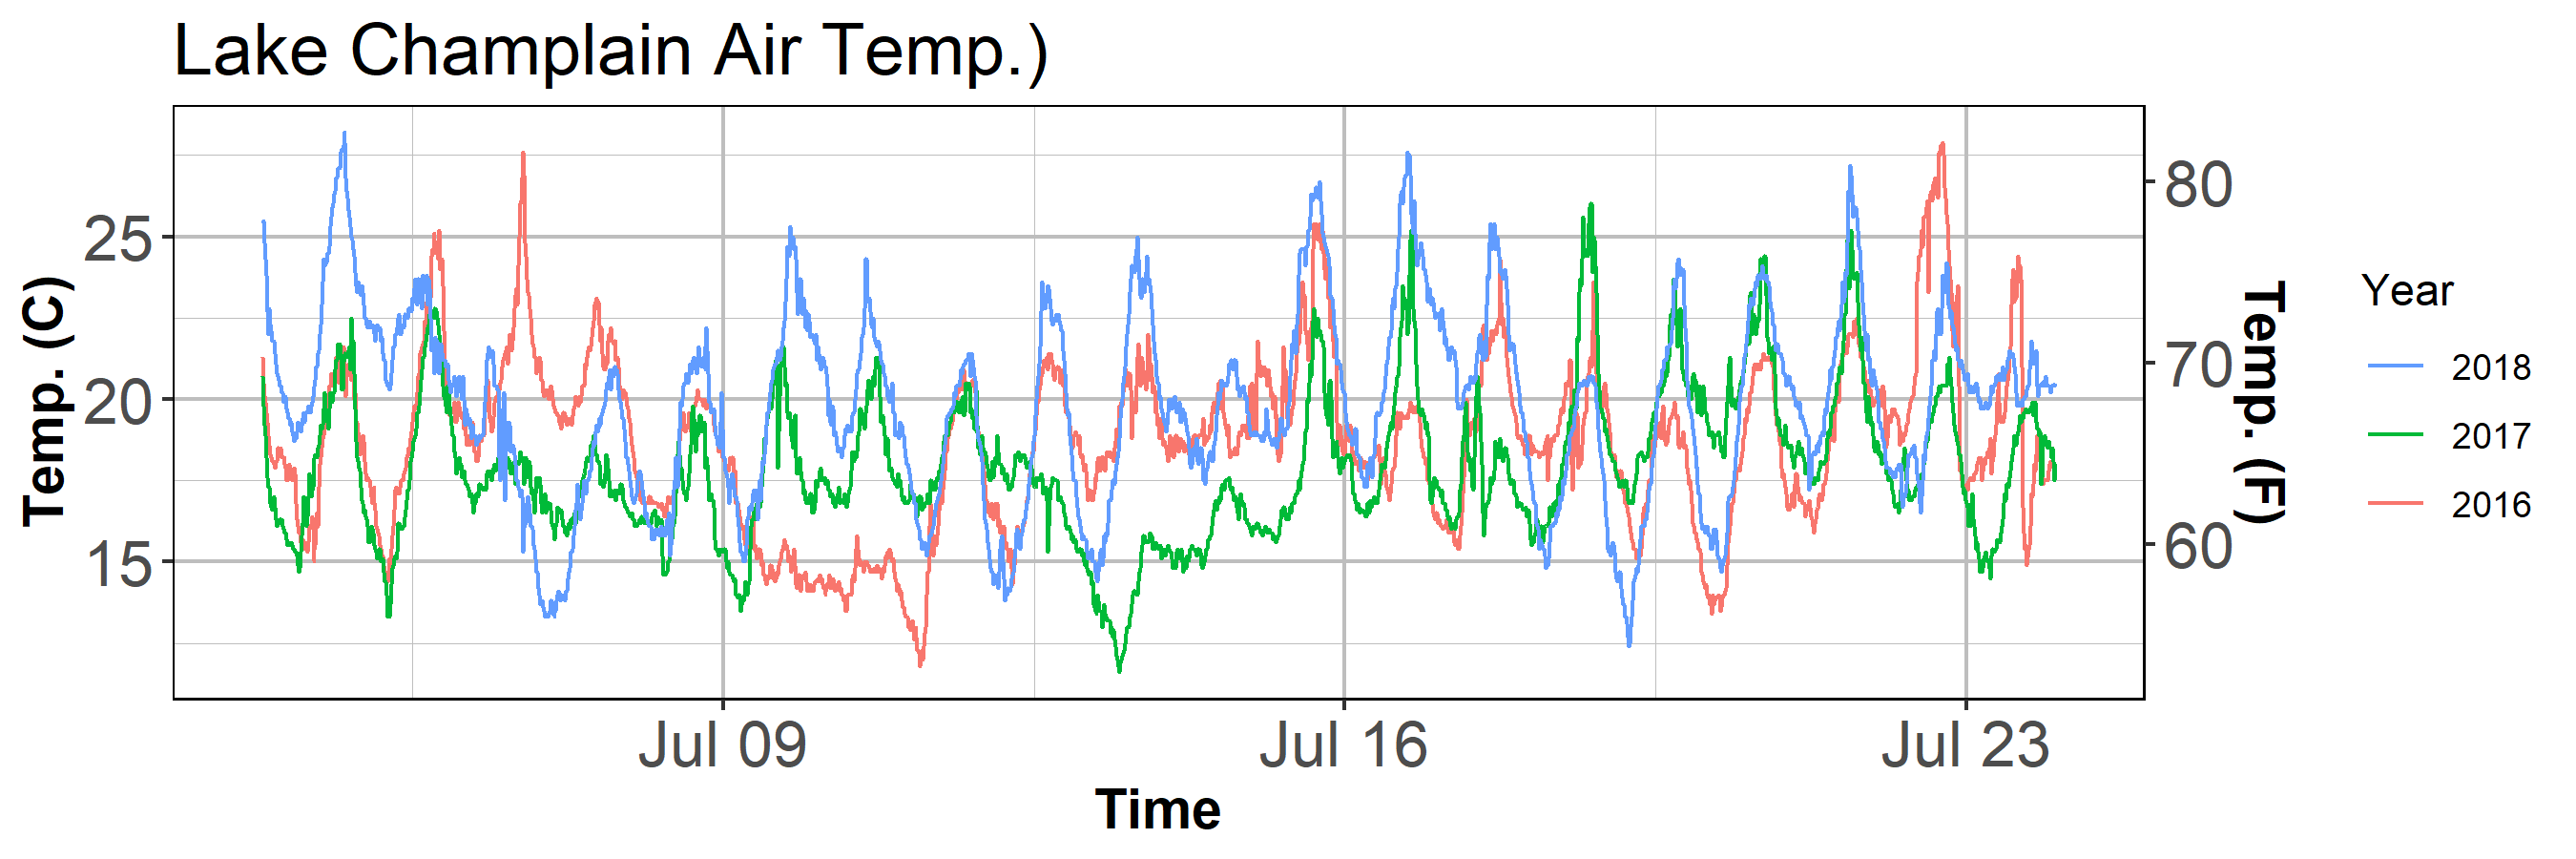 Lake Champlain Air Temp.)
Temp. (C)
25
20
15
80
70
60
Temp. (F)
Jul 09
Jul 16
Jul 23
Time
Year
2018
2017
2016